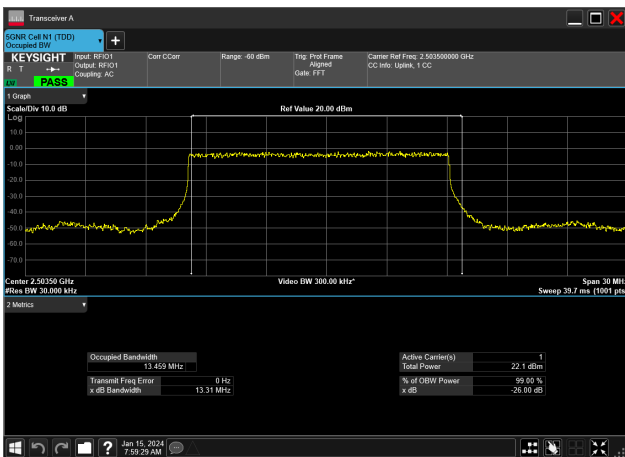 Transceiver A
5GNR Cell N1 (TDD)
Occupied BW
KEYSIGHT
R T
LV
PASS
Input: RFIO1
Output: RFIO1
Coupling: AC
Corr CCorr
Range: -60 dBm
Trig: Prot Frame
Aligned
Gate: FFT
Carrier Ref Freq: 2.503500000 GHz
CC Info: Uplink, 1 CC
1 Graph
Scale/Div 10.0 dB
Ref Value 20.00 dBm
Log
10.0
0.00
-10.0
-20.0
-30.0
-40.0
-50.0
-60.0
-70.0
Center 2.50350 GHz
Video BW 300.00 kHz*
Span 30 MHz
#Res BW 30.000 kHz
Sweep 39.7 ms (1001 pts)
2 Metrics
Occupied Bandwidth
13.459 MHz
Transmit Freq Error 0 Hz
x dB Bandwidth 13.31 MHz
Active Carrier(s) 1
Total Power 22.1 dBm
% of OBW Power 99.00 %
x dB -26.00 dB
Jan 15, 2024
7:59:29 AM